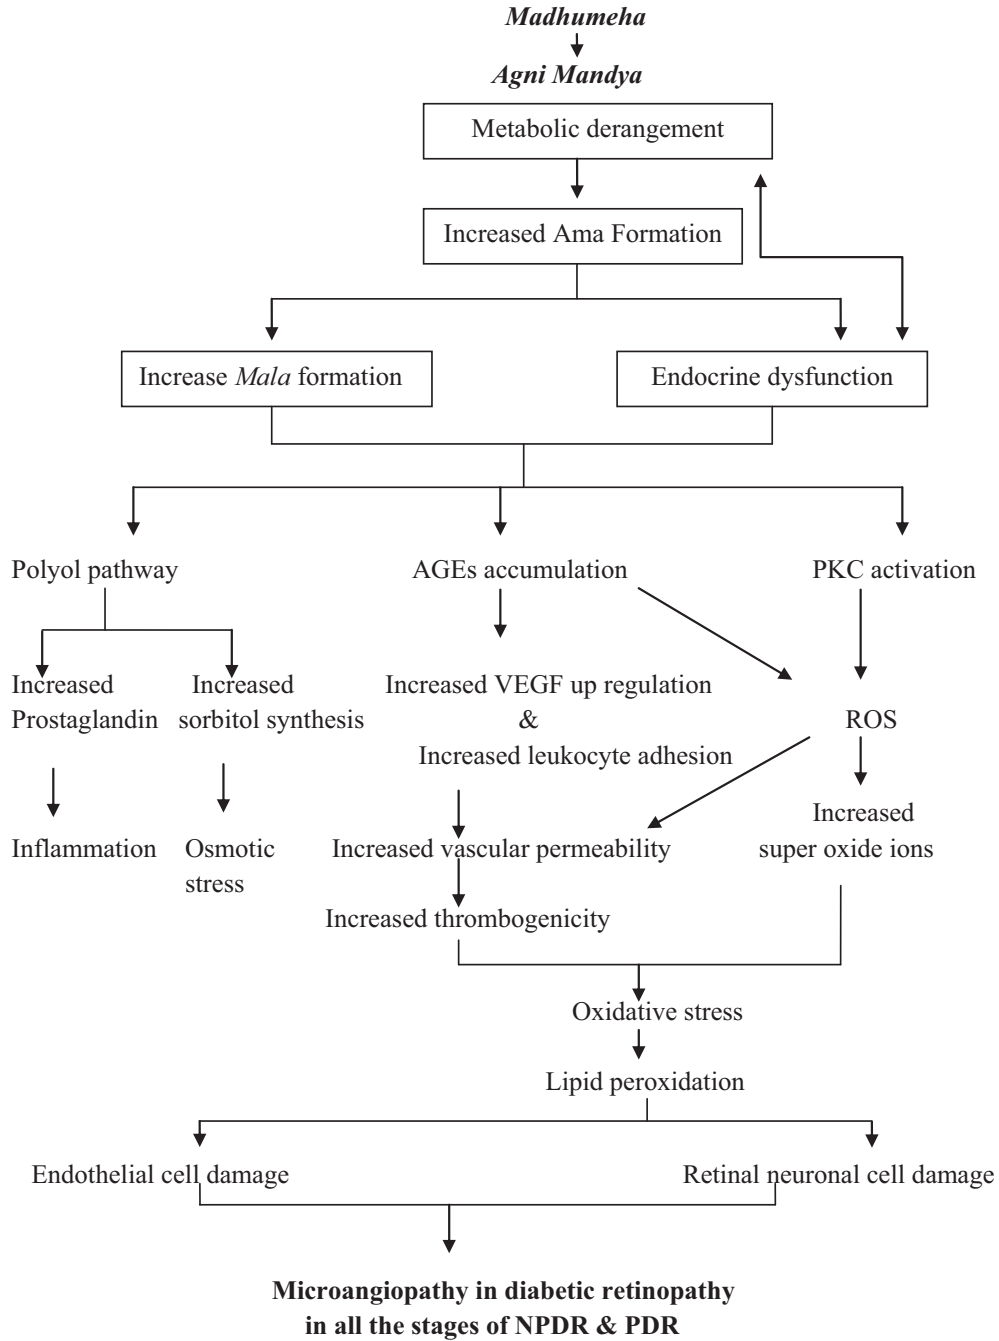 Madhumeha
Agni Mandya
Metabolic derangement
Increased Ama Formation
Increase Mala formation
Endocrine dysfunction
Polyol pathway
AGEs accumulation
PKC activation
Increased
Prostaglandin
Increased
sorbitol synthesis
Increased VEGF up regulation
&
Increased leukocyte adhesion
ROS
Inflammation
Osmotic
stress
Increased vascular permeability
Increased
super oxide ions
Increased thrombogenicity
Oxidative stress
Lipid peroxidation
Endothelial cell damage
Retinal neuronal cell damage
Microangiopathy in diabetic retinopathy
in all the stages of NPDR & PDR